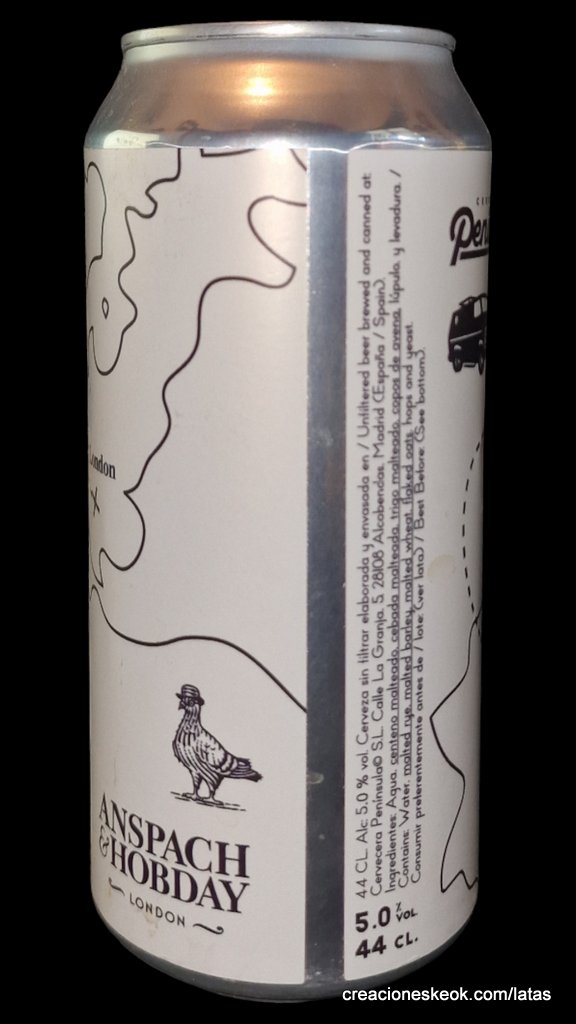 London
X
ANSPACH
& HOBDAY
LONDON
44 CL. Alc. 5.0 % vol. Cerveza sin filtrar elaborada y envasada en / Unfiltered beer brewed and canned at:
Cervecera Península© S.L. Calle La Granja, 5. 28108 Alcobendas. Madrid (España / Spain).
Ingredientes: Agua, centeno malteado, cebada malteada, trigo malteado, copos de avena, lúpulo, y levadura. /
Contains: Water, malted rye, malted barley, malted wheat, flaked oats, hops and yeast.
Consumir preferentemente antes de / lote: (ver lata) / Best Before: (See bottom).
5.0 % VOL
44 CL.
creacioneskeok.com/latas